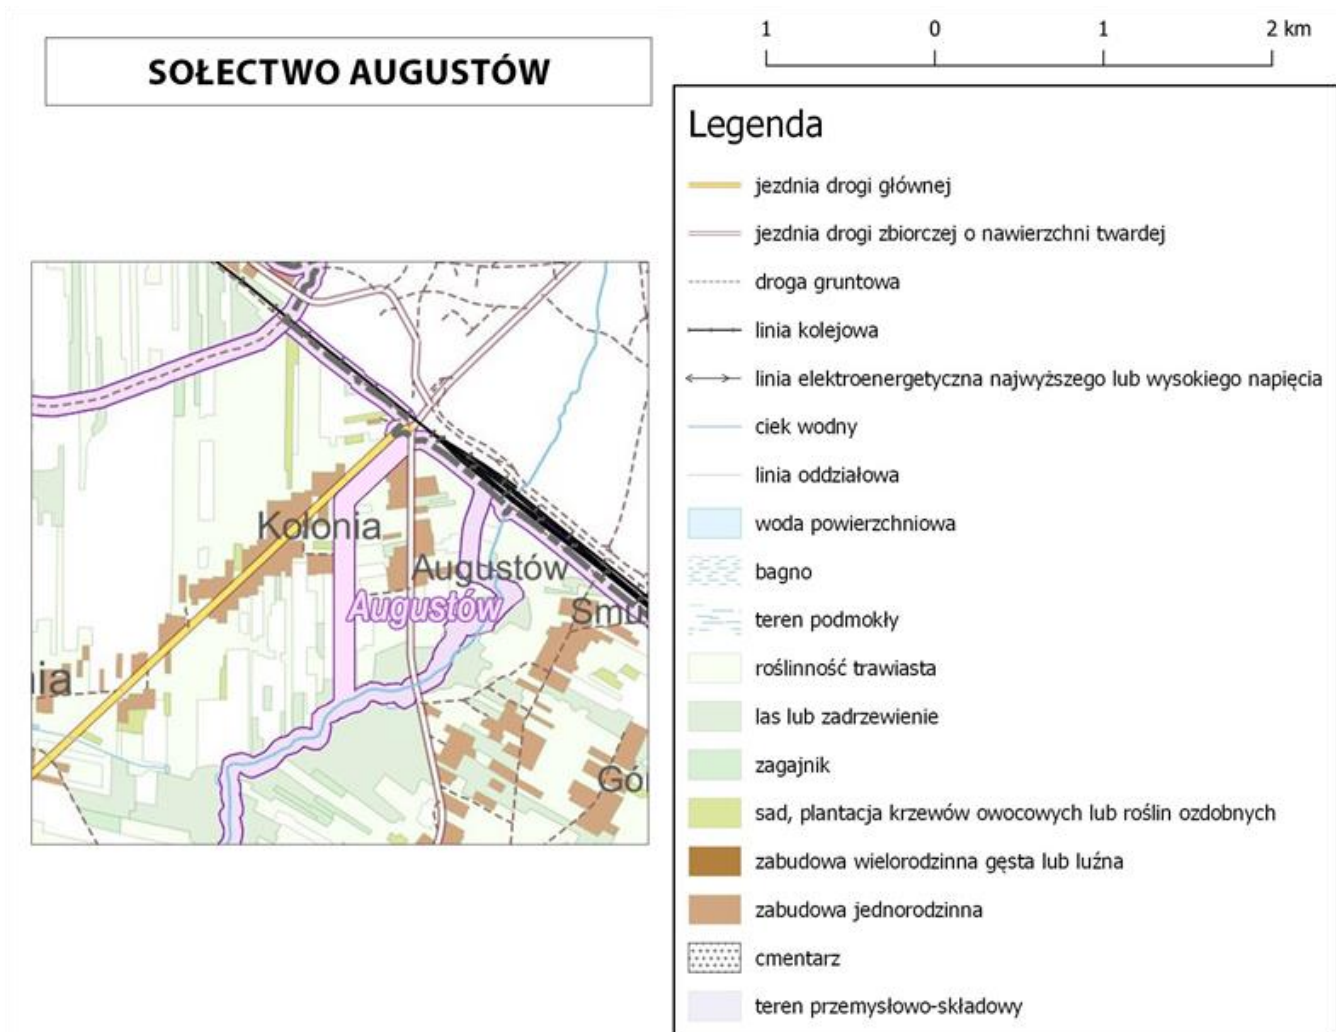 SOŁECTWO AUGUSTÓW
1 0 1 2 km
Legenda
jezdnia drogi głównej
jezdnia drogi zbiorczej o nawierzchni twardej
droga gruntowa
linia kolejowa
linia elektroenergetyczna najwyższego lub wysokiego napięcia
ciek wodny
linia oddziałowa
woda powierzchniowa
bagno
teren podmokły
roślinność trawiasta
las lub zadrzewienie
zagajnik
sad, plantacja krzewów owocowych lub roślin ozdobnych
zabudowa wielorodzinna gęsta lub luźna
zabudowa jednorodzinna
cmentarz
teren przemysłowo-składowy
Kolonia
Augustów
Augustów
Smu
nia
Gór